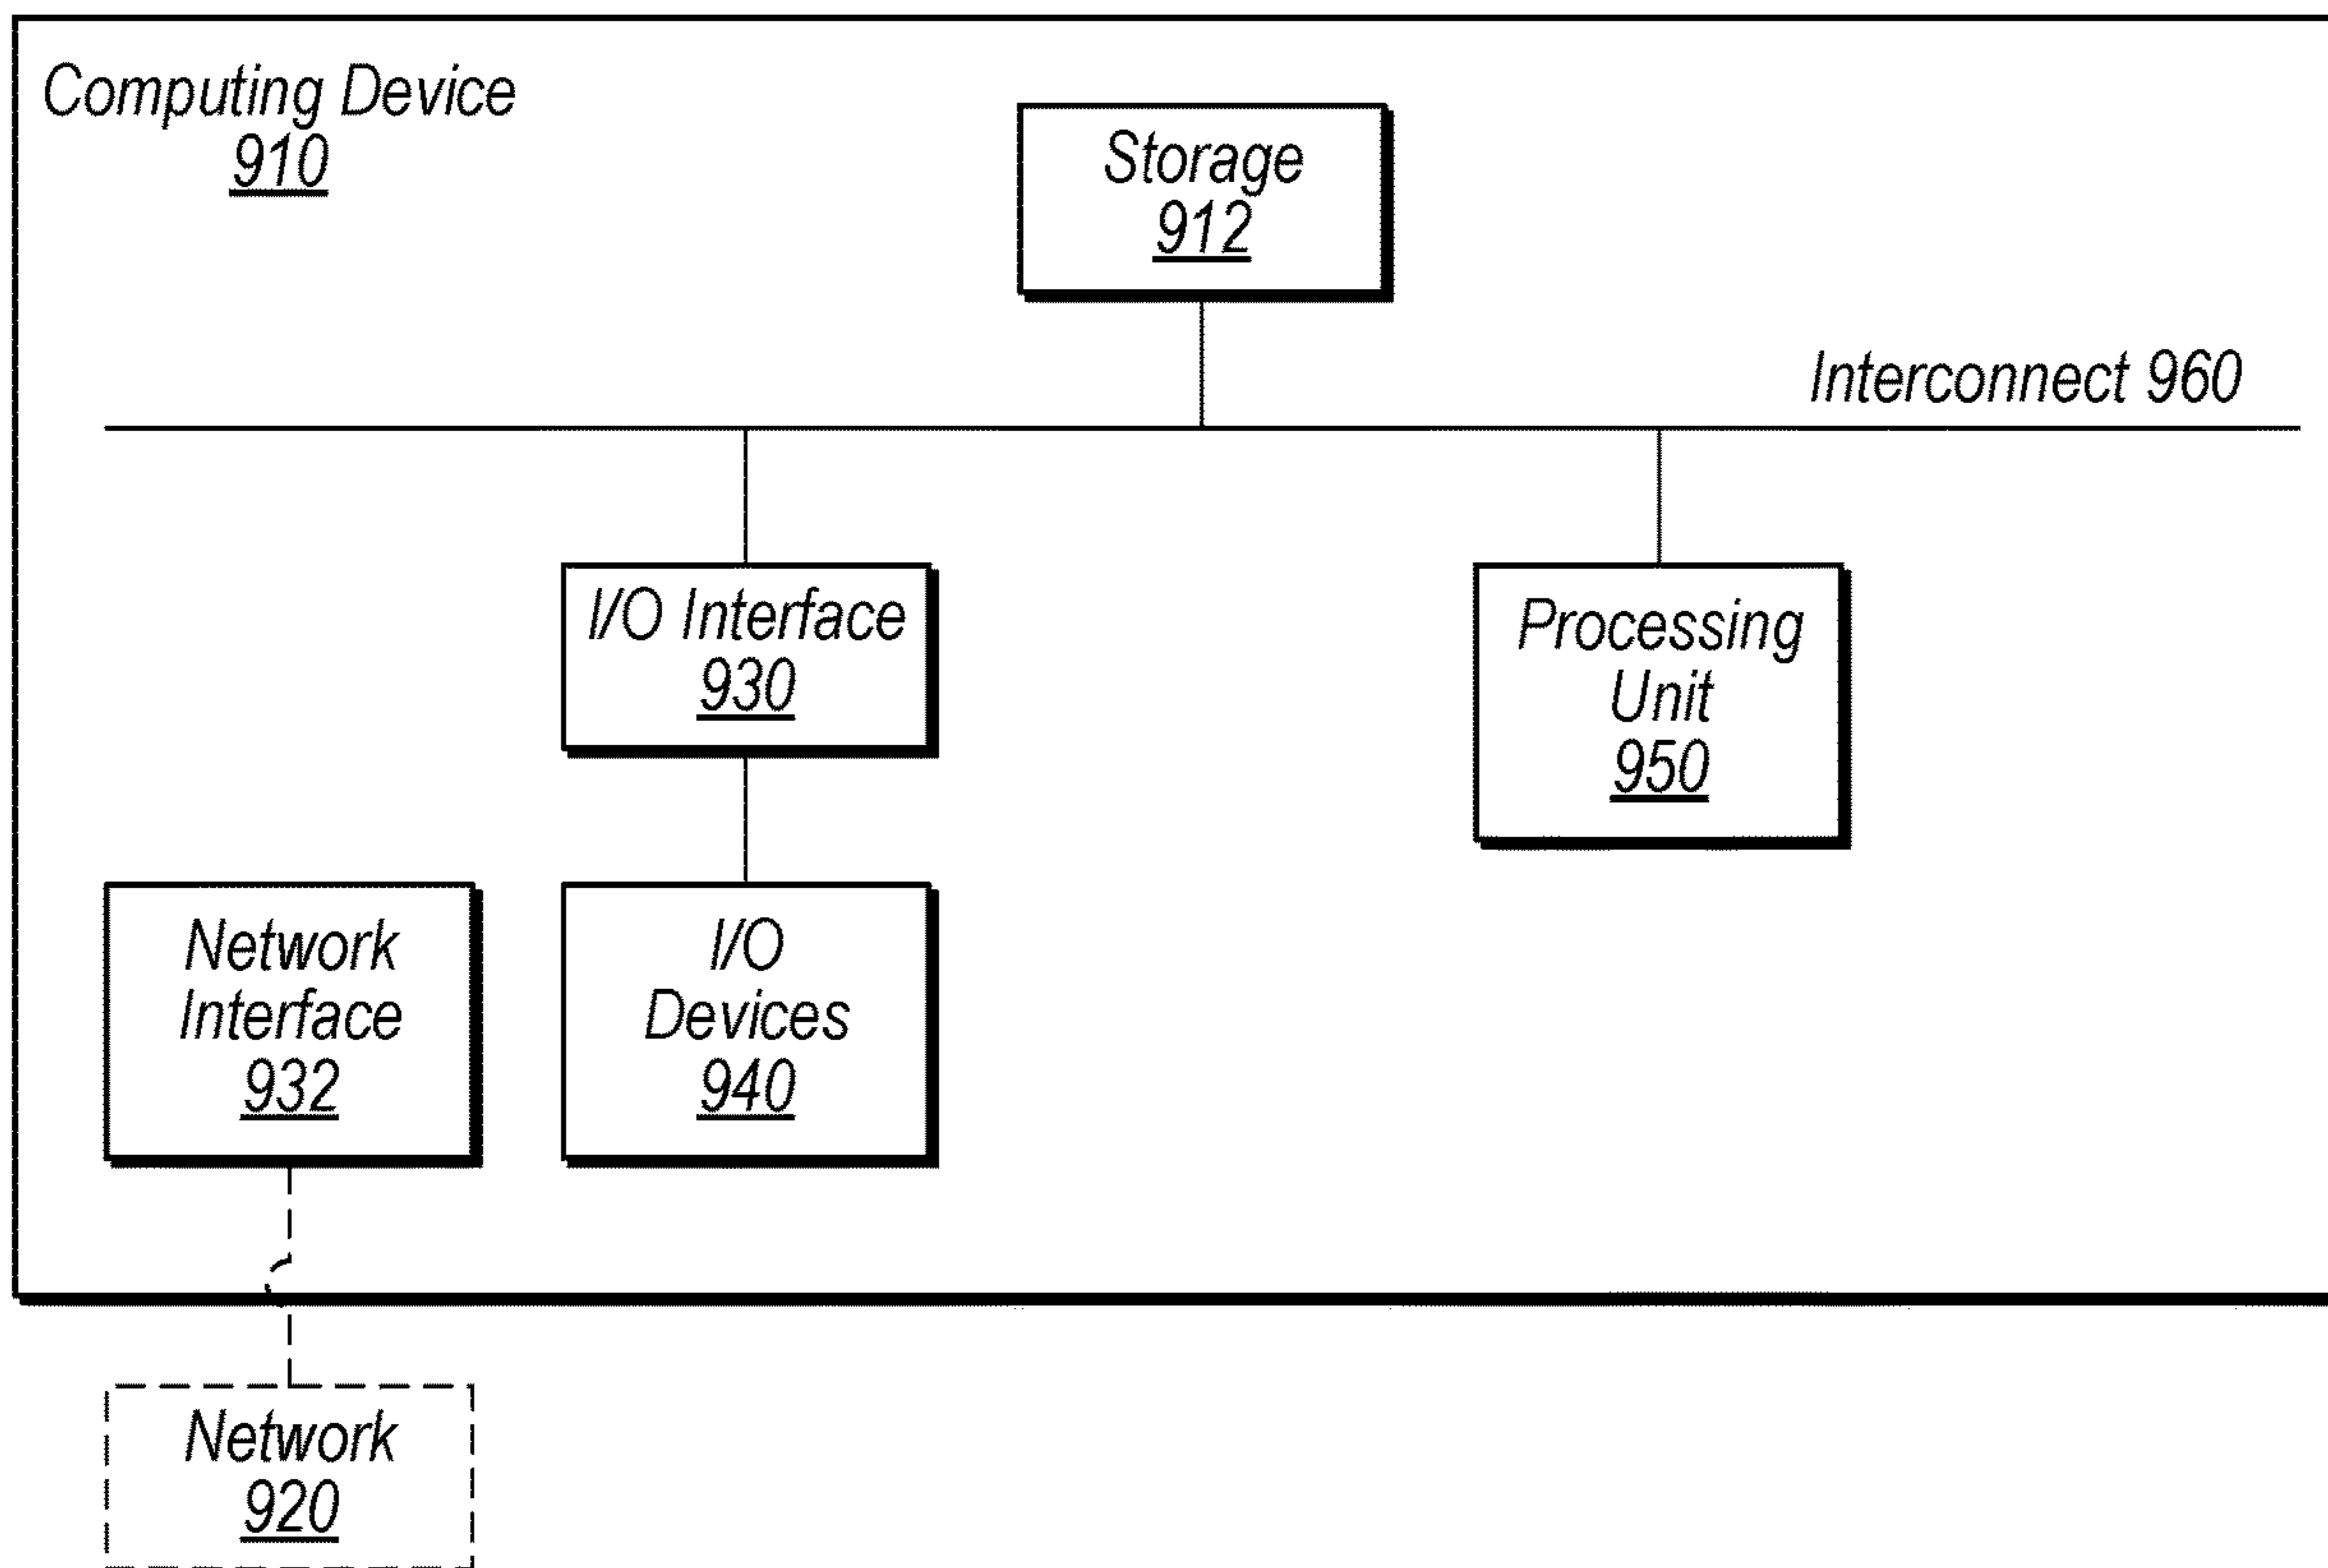 Computing Device
910
Storage
912
Interconnect 960
I/O Interface
930
Processing
Unit
950
Network
Interface
932
I/O
Devices
940
Network
920